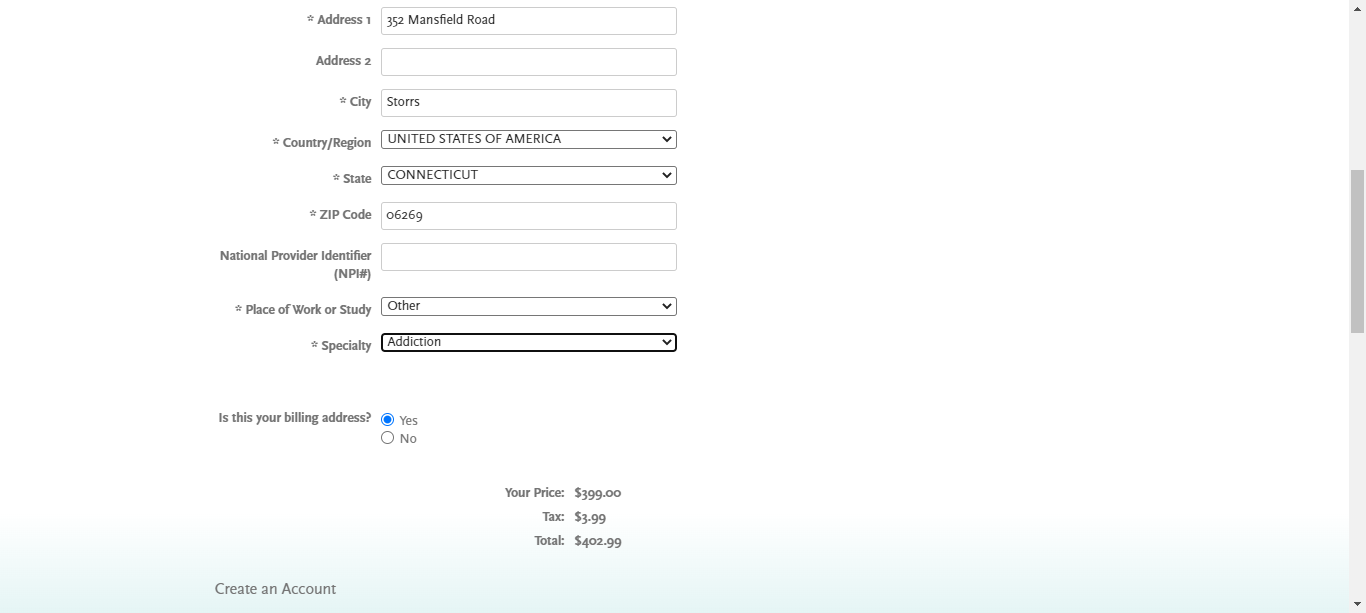 * Address 1 352 Mansfield Road
Address 2
* City Storrs
* Country/Region UNITED STATES OF AMERICA
* State CONNECTICUT
* ZIP Code 06269
National Provider Identifier
(NPI#)
* Place of Work or Study Other
* Specialty Addiction
Is this your billing address? Yes
No
Your Price: $399.00
Tax: $3.99
Total: $402.99
Create an Account